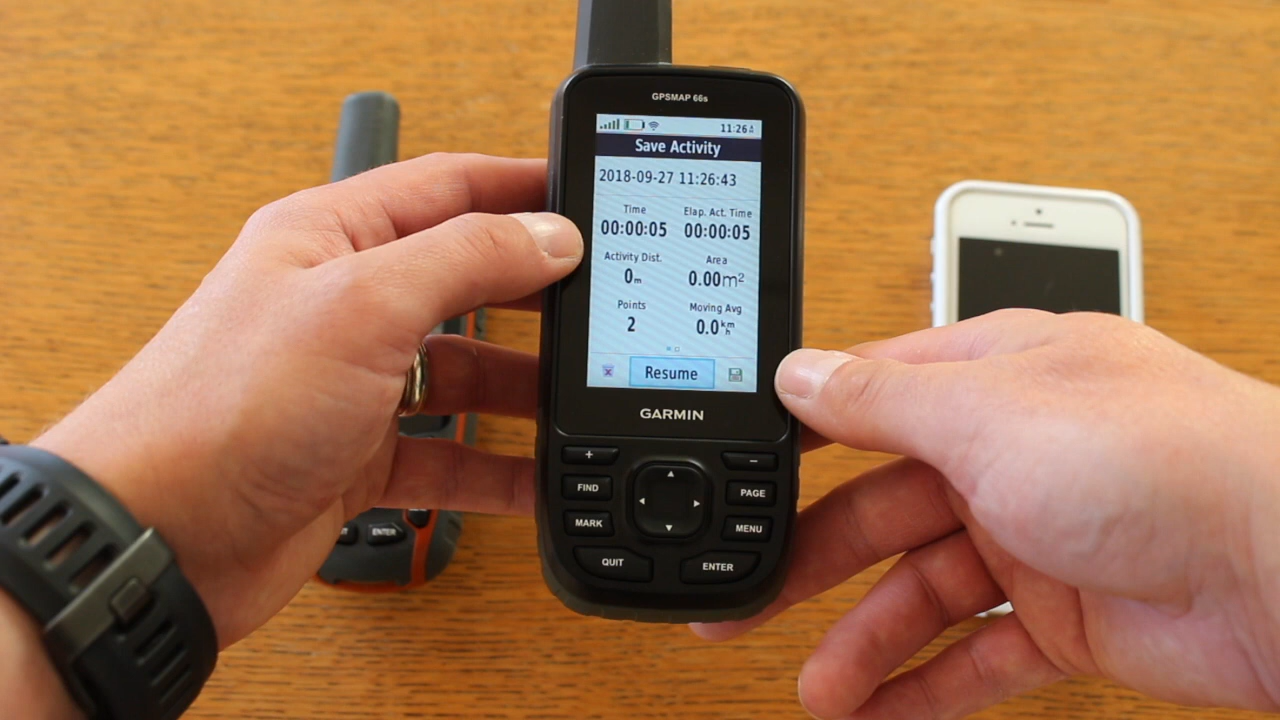 GPSMAP 66s
11:26
Save Activity
2018-09-27 11:26:43
Time Elap. Act. Time
00:00:05 00:00:05
Activity Dist. Area
0m 0.00m²
Points Moving Avg
2 0.0km/h
Resume
GARMIN
+ −
FIND PAGE
MARK MENU
QUIT ENTER
ENTER